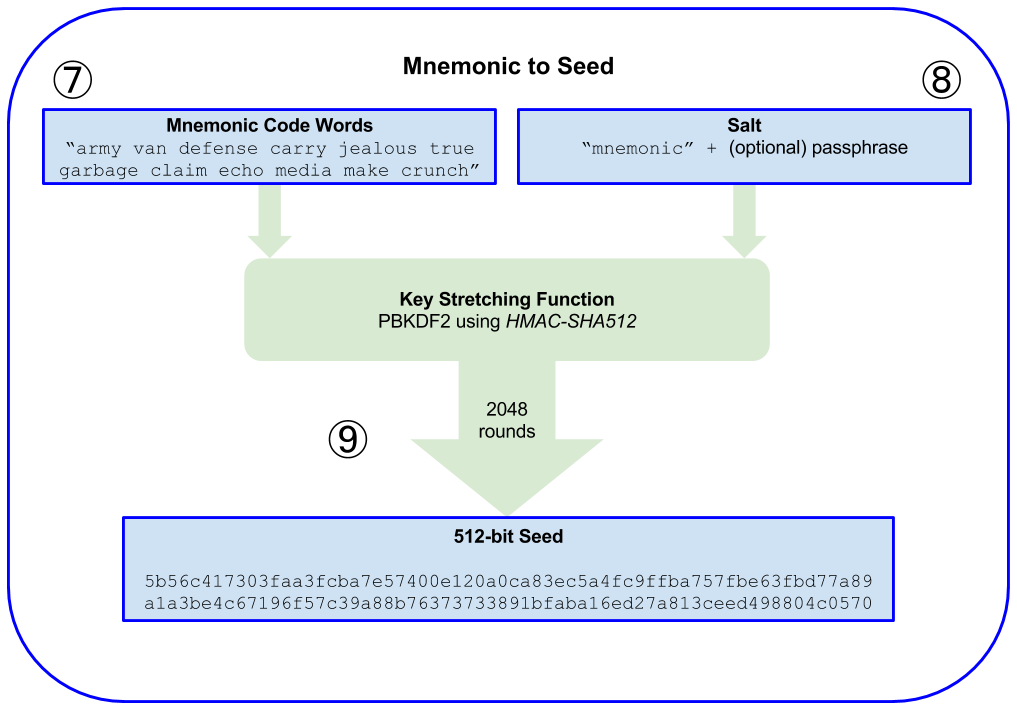 Mnemonic to Seed
⑦
⑧
Mnemonic Code Words
“army van defense carry jealous true
garbage claim echo media make crunch”
Salt
“mnemonic” + (optional) passphrase
Key Stretching Function
PBKDF2 using HMAC-SHA512
2048
rounds
⑨
512-bit Seed
5b56c417303faa3fcba7e57400e120a0ca83ec5a4fc9ffba757fbe63fbd77a89
a1a3be4c67196f57c39a88b76373733891bfaba16ed27a813ceed498804c0570